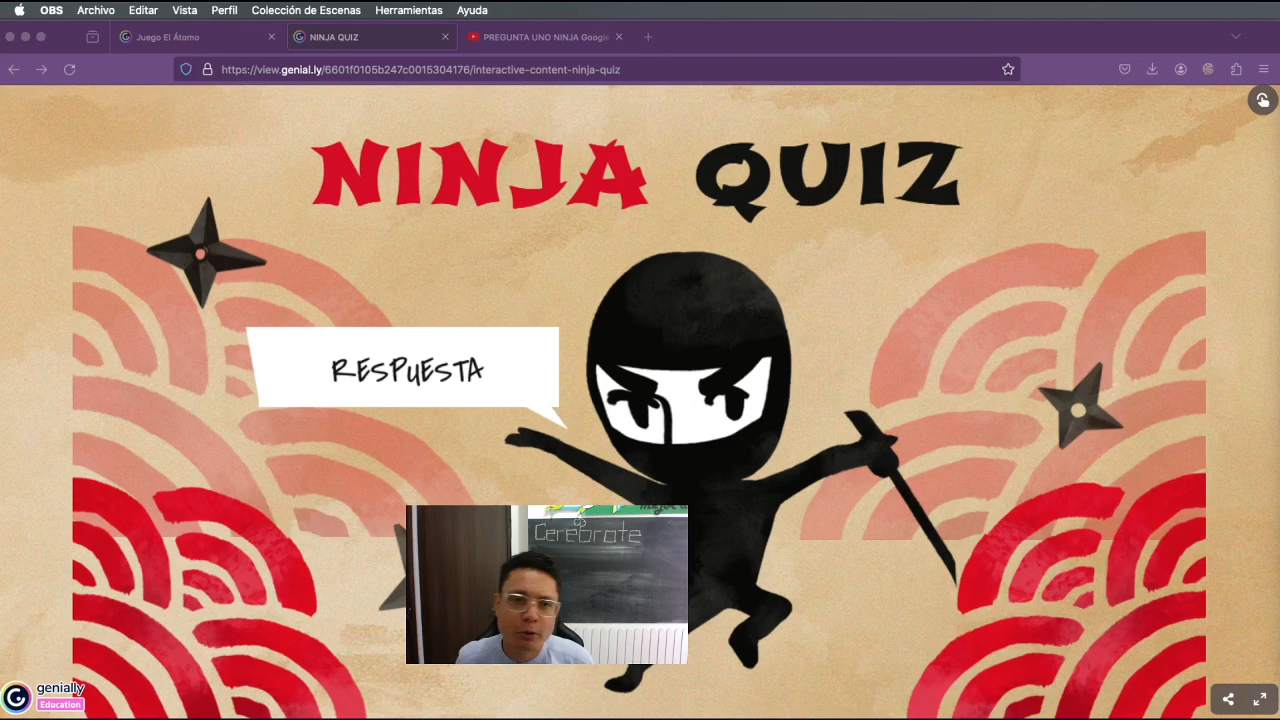 OBS Archivo Editar Vista Perfil Colección de Escenas Herramientas Ayuda
Juego El Átomo
NINJA QUIZ
PREGUNTA UNO NINJA Google
https://view.genial.ly/6601f0105b247c0015304176/interactive-content-ninja-quiz
NINJA QUIZ
RESPUESTA
Cerébrate
genially
Education